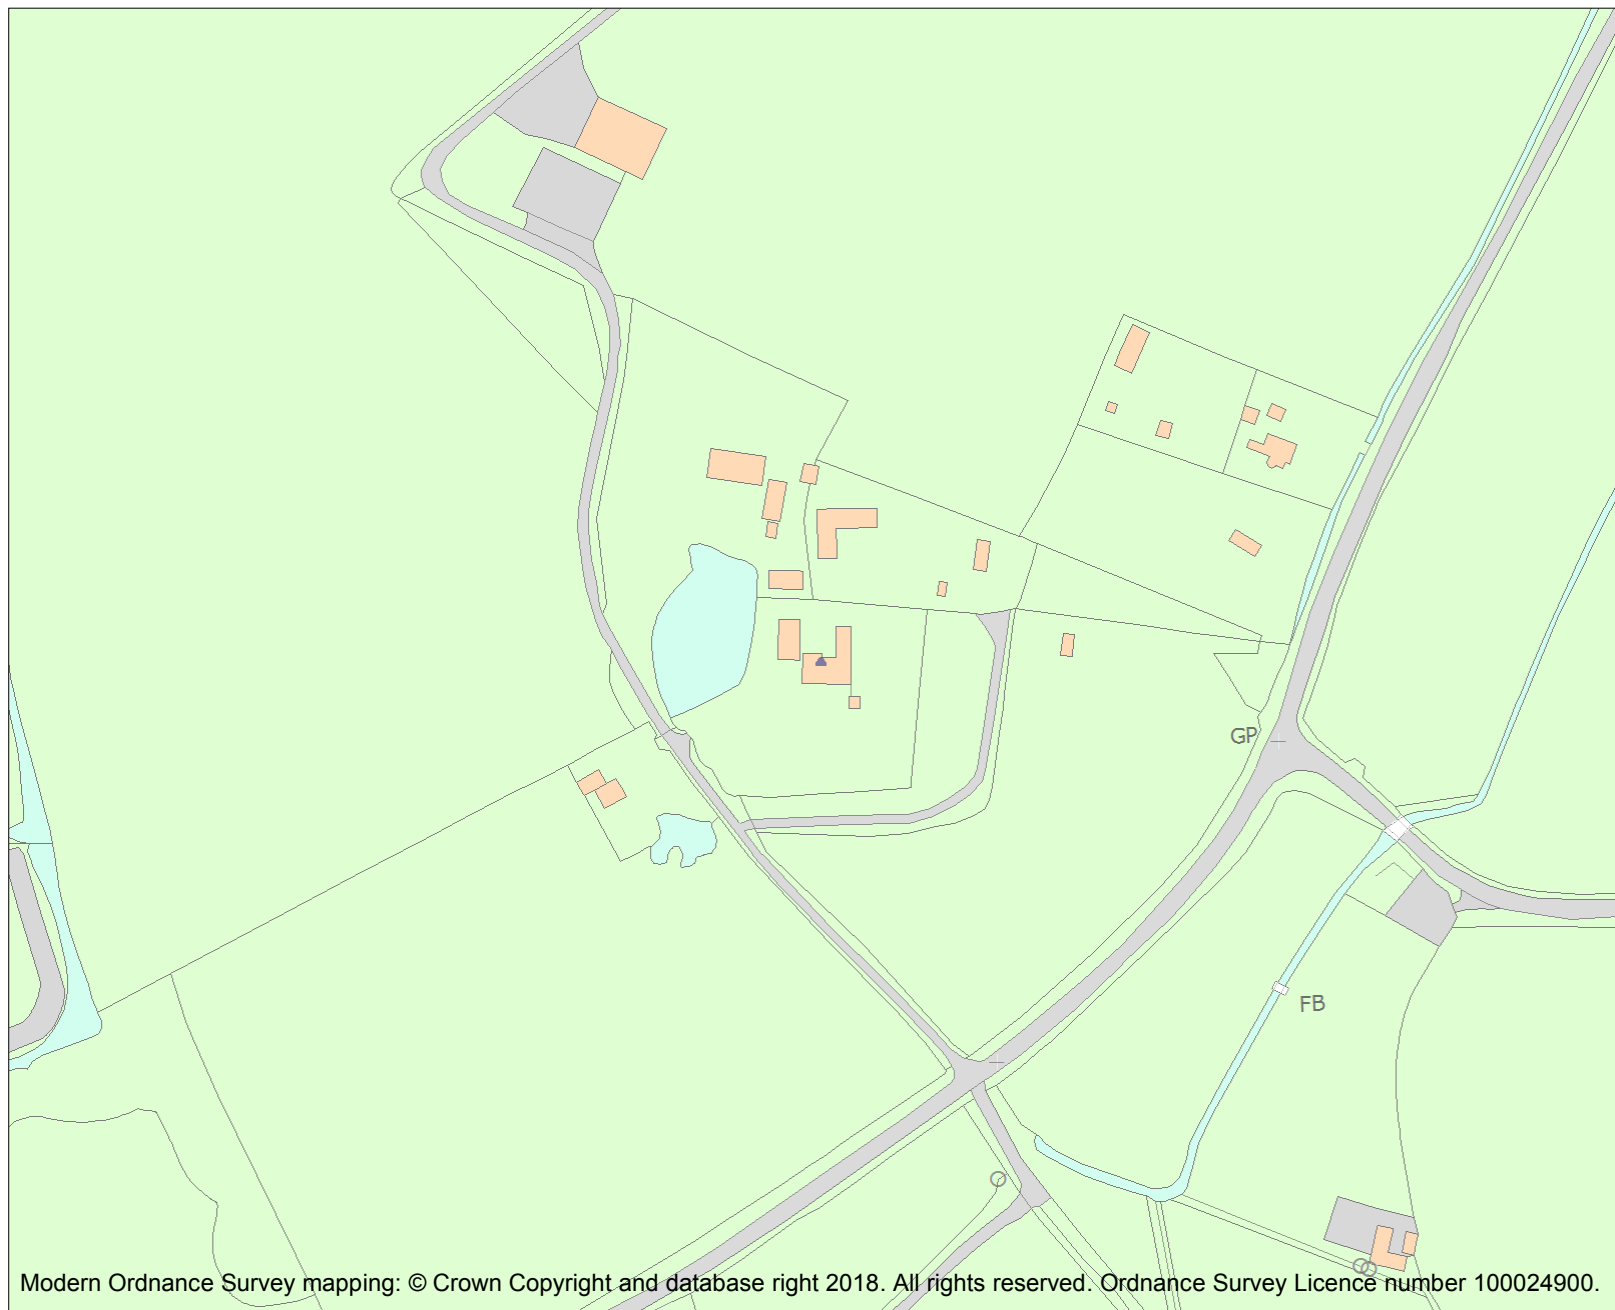 GP
FB
Modern Ordnance Survey mapping: © Crown Copyright and database right 2018. All rights reserved. Ordnance Survey Licence number 100024900.